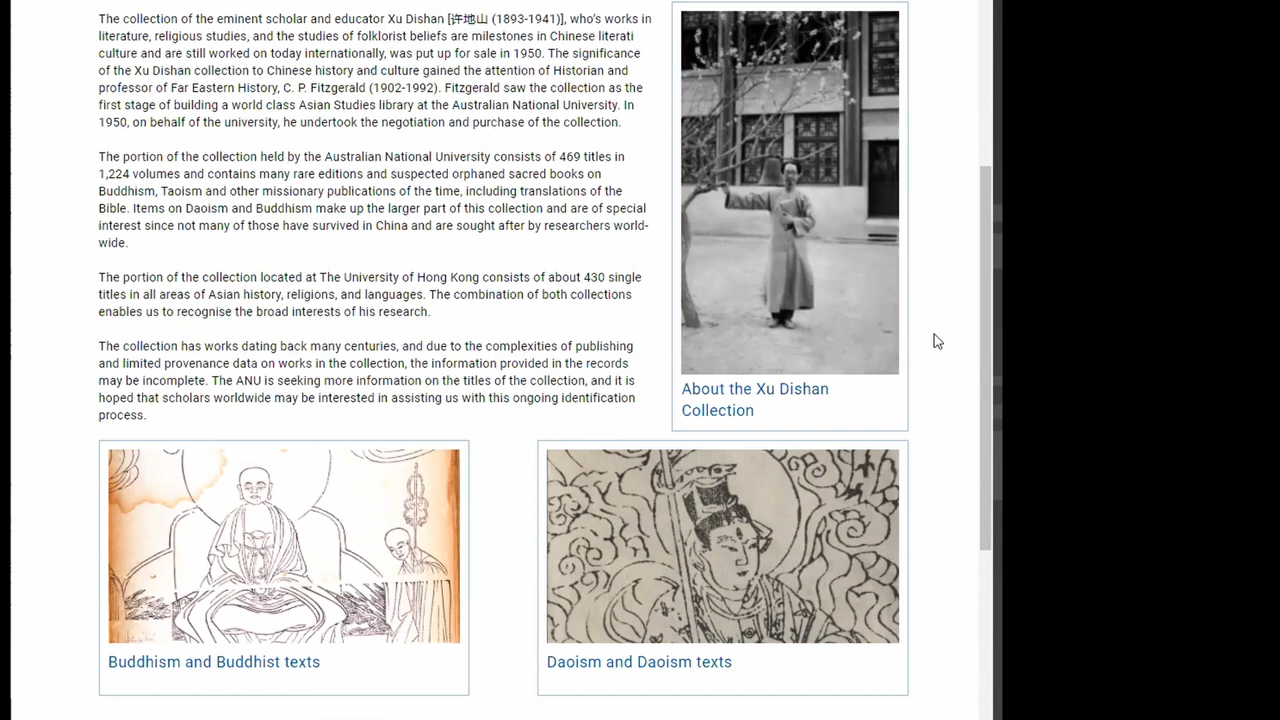 The collection of the eminent scholar and educator Xu Dishan [许地山 (1893-1941)], who's works in
literature, religious studies, and the studies of folklorist beliefs are milestones in Chinese literati
culture and are still worked on today internationally, was put up for sale in 1950. The significance
of the Xu Dishan collection to Chinese history and culture gained the attention of Historian and
professor of Far Eastern History, C. P. Fitzgerald (1902-1992). Fitzgerald saw the collection as the
first stage of building a world class Asian Studies library at the Australian National University. In
1950, on behalf of the university, he undertook the negotiation and purchase of the collection.
The portion of the collection held by the Australian National University consists of 469 titles in
1,224 volumes and contains many rare editions and suspected orphaned sacred books on
Buddhism, Taoism and other missionary publications of the time, including translations of the
Bible. Items on Daoism and Buddhism make up the larger part of this collection and are of special
interest since not many of those have survived in China and are sought after by researchers world-
wide.
The portion of the collection located at The University of Hong Kong consists of about 430 single
titles in all areas of Asian history, religions, and languages. The combination of both collections
enables us to recognise the broad interests of his research.
The collection has works dating back many centuries, and due to the complexities of publishing
and limited provenance data on works in the collection, the information provided in the records
may be incomplete. The ANU is seeking more information on the titles of the collection, and it is
hoped that scholars worldwide may be interested in assisting us with this ongoing identification
process.
About the Xu Dishan
Collection
Buddhism and Buddhist texts
Daoism and Daoism texts